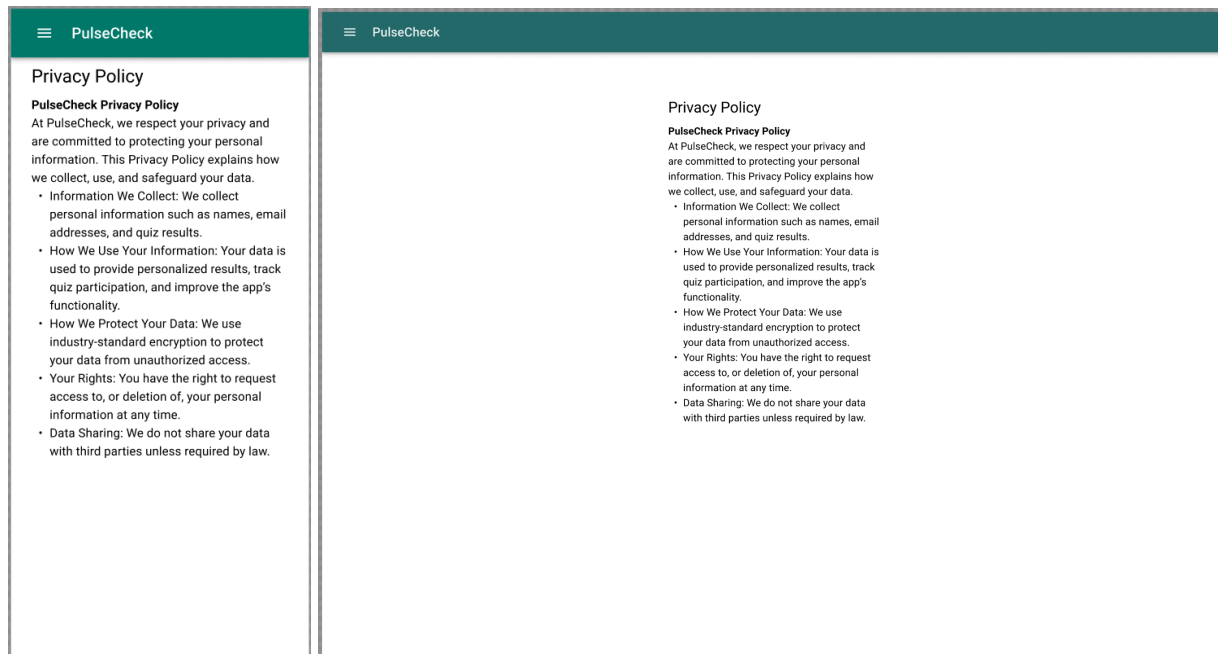 PulseCheck
Privacy Policy
PulseCheck Privacy Policy
At PulseCheck, we respect your privacy and
are committed to protecting your personal
information. This Privacy Policy explains how
we collect, use, and safeguard your data.
• Information We Collect: We collect
personal information such as names, email
addresses, and quiz results.
• How We Use Your Information: Your data is
used to provide personalized results, track
quiz participation, and improve the app's
functionality.
• How We Protect Your Data: We use
industry-standard encryption to protect
your data from unauthorized access.
• Your Rights: You have the right to request
access to, or deletion of, your personal
information at any time.
• Data Sharing: We do not share your data
with third parties unless required by law.
PulseCheck
Privacy Policy
PulseCheck Privacy Policy
At PulseCheck, we respect your privacy and
are committed to protecting your personal
information. This Privacy Policy explains how
we collect, use, and safeguard your data.
• Information We Collect: We collect
personal information such as names, email
addresses, and quiz results.
• How We Use Your Information: Your data is
used to provide personalized results, track
quiz participation, and improve the app's
functionality.
• How We Protect Your Data: We use
industry-standard encryption to protect
your data from unauthorized access.
• Your Rights: You have the right to request
access to, or deletion of, your personal
information at any time.
• Data Sharing: We do not share your data
with third parties unless required by law.